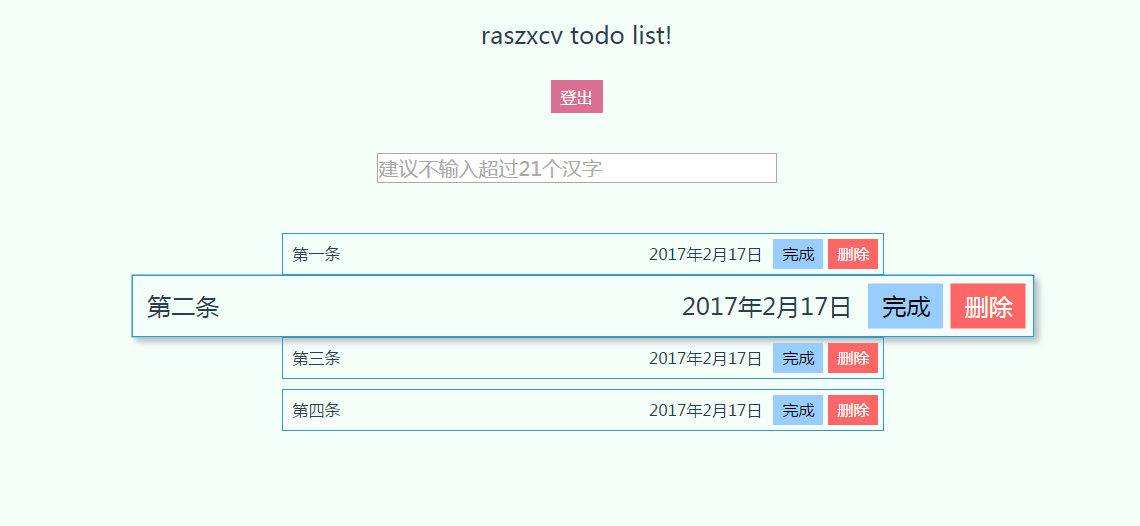 raszxcv todo list!
登出
建议不输入超过21个汉字
第一条 2017年2月17日 完成 删除
第二条 2017年2月17日 完成 删除
第三条 2017年2月17日 完成 删除
第四条 2017年2月17日 完成 删除